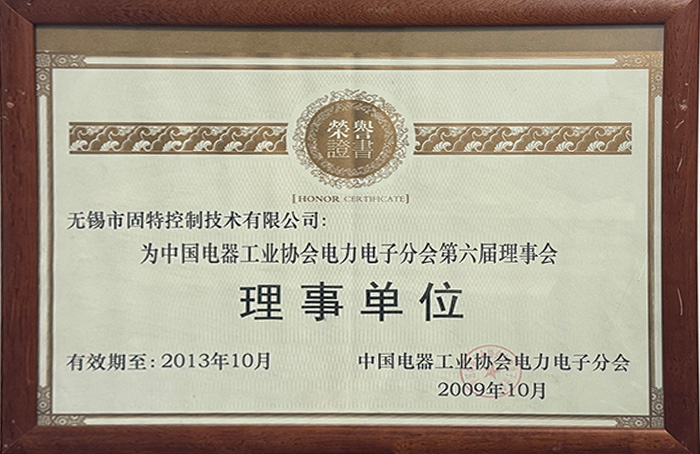 榮譽
證書
[HONOR CERTIFICATE]
无锡市固特控制技术有限公司：
为中国电器工业协会电力电子分会第六届理事会
理事单位
有效期至：2013年10月
中国电器工业协会电力电子分会
2009年10月